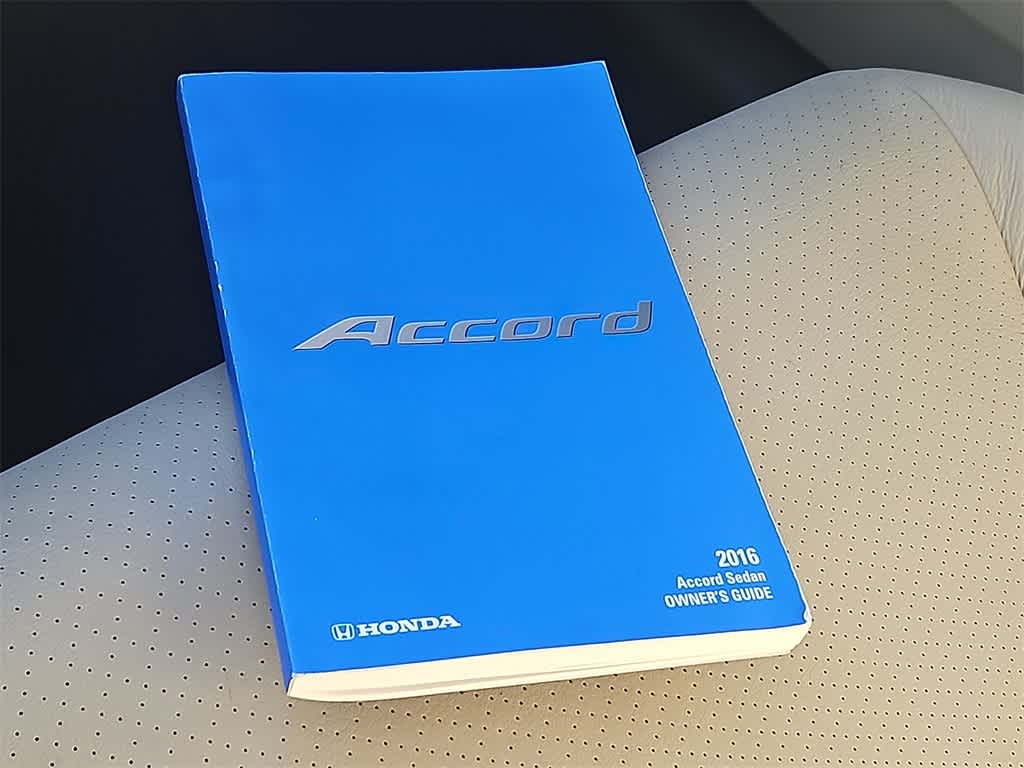 Accord
2016
Accord Sedan
OWNER'S GUIDE
HONDA